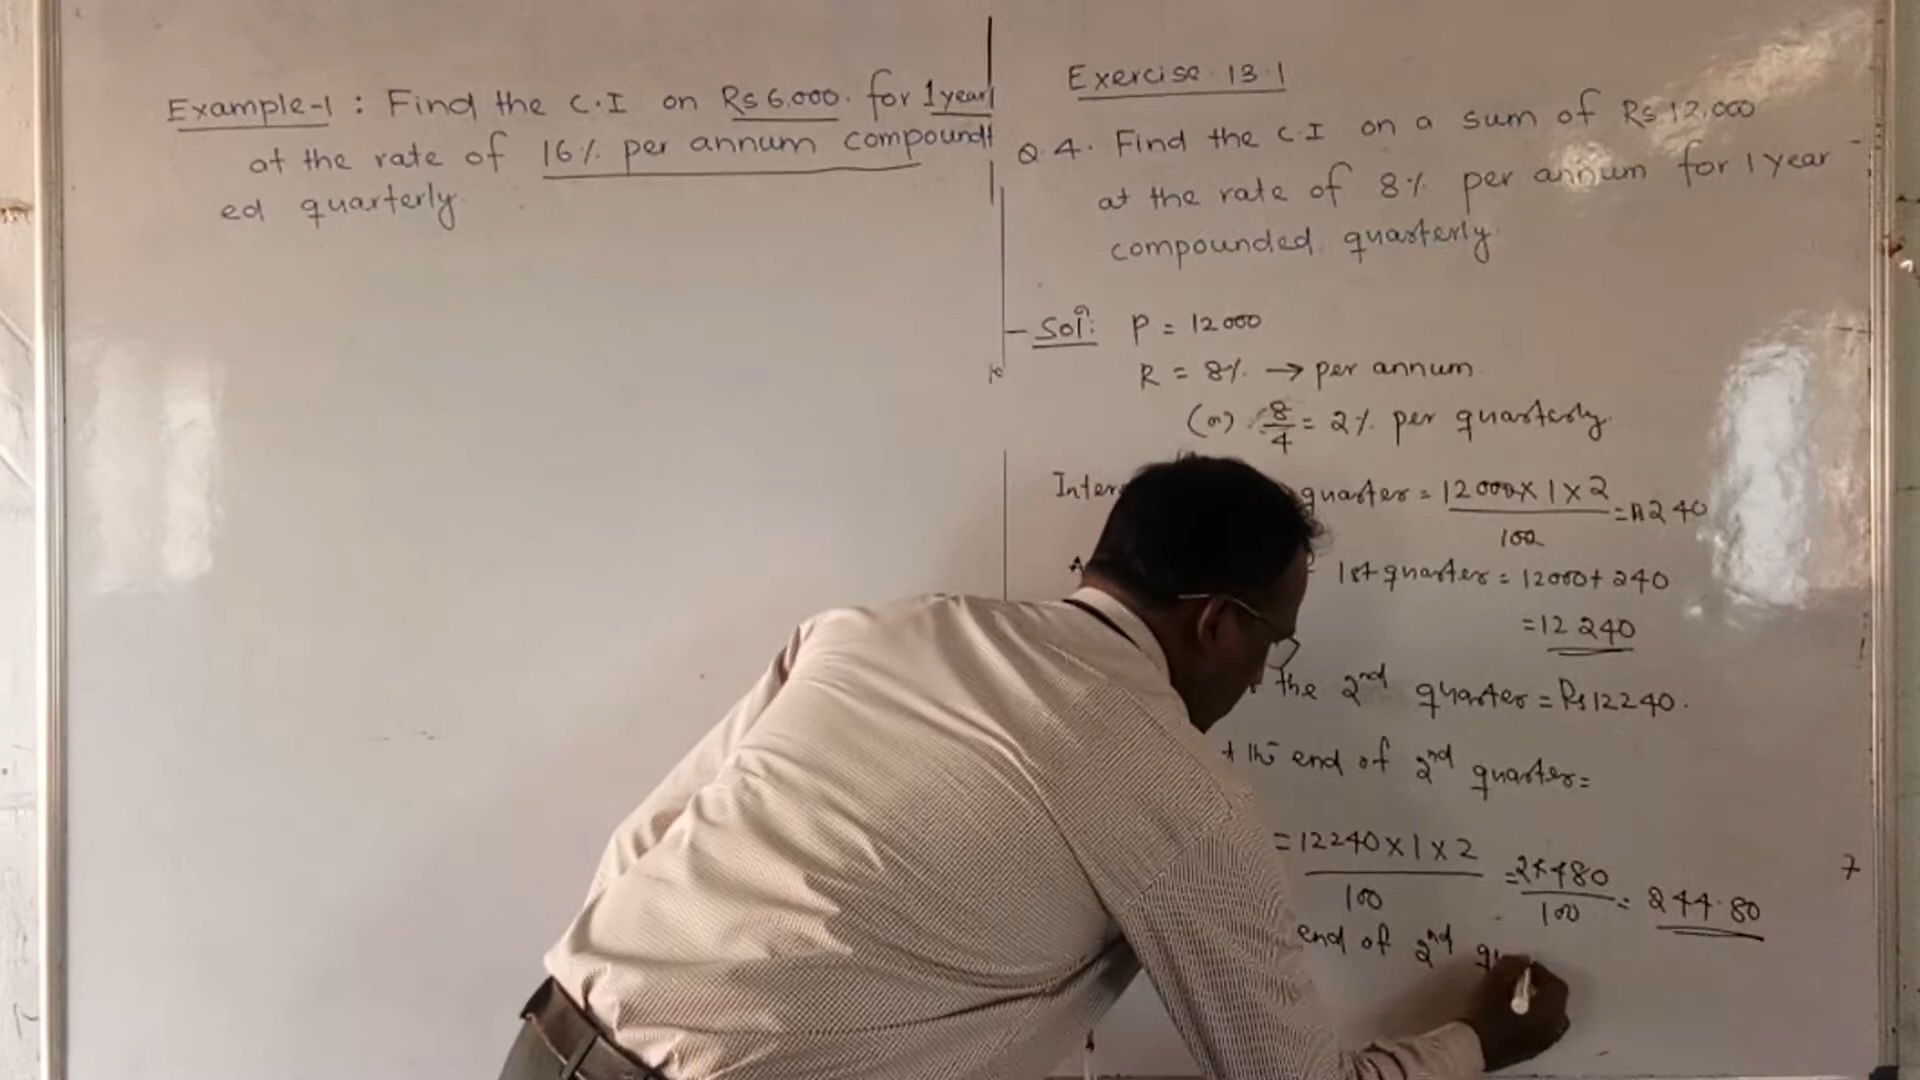 Example-1 : Find the C.I on Rs 6,000. for 1 year
at the rate of 16% per annum compound
ed quarterly.
Exercise 13.1
Q.4. Find the C.I on a sum of Rs 12,000
at the rate of 8% per annum for 1 year
compounded quarterly.
Soln: P = 12000
R = 8% → per annum.
(or) 8/4 = 2% per quarterly.
quarter = 12000 x 1 x 2 / 100 = 240
1st quarter = 12000 + 240
= 12240
the 2nd quarter = Rs 12240.
end of 2nd quarter =
= 12240 x 1 x 2 / 100 = 24480 / 100 = 244.80
end of 2nd